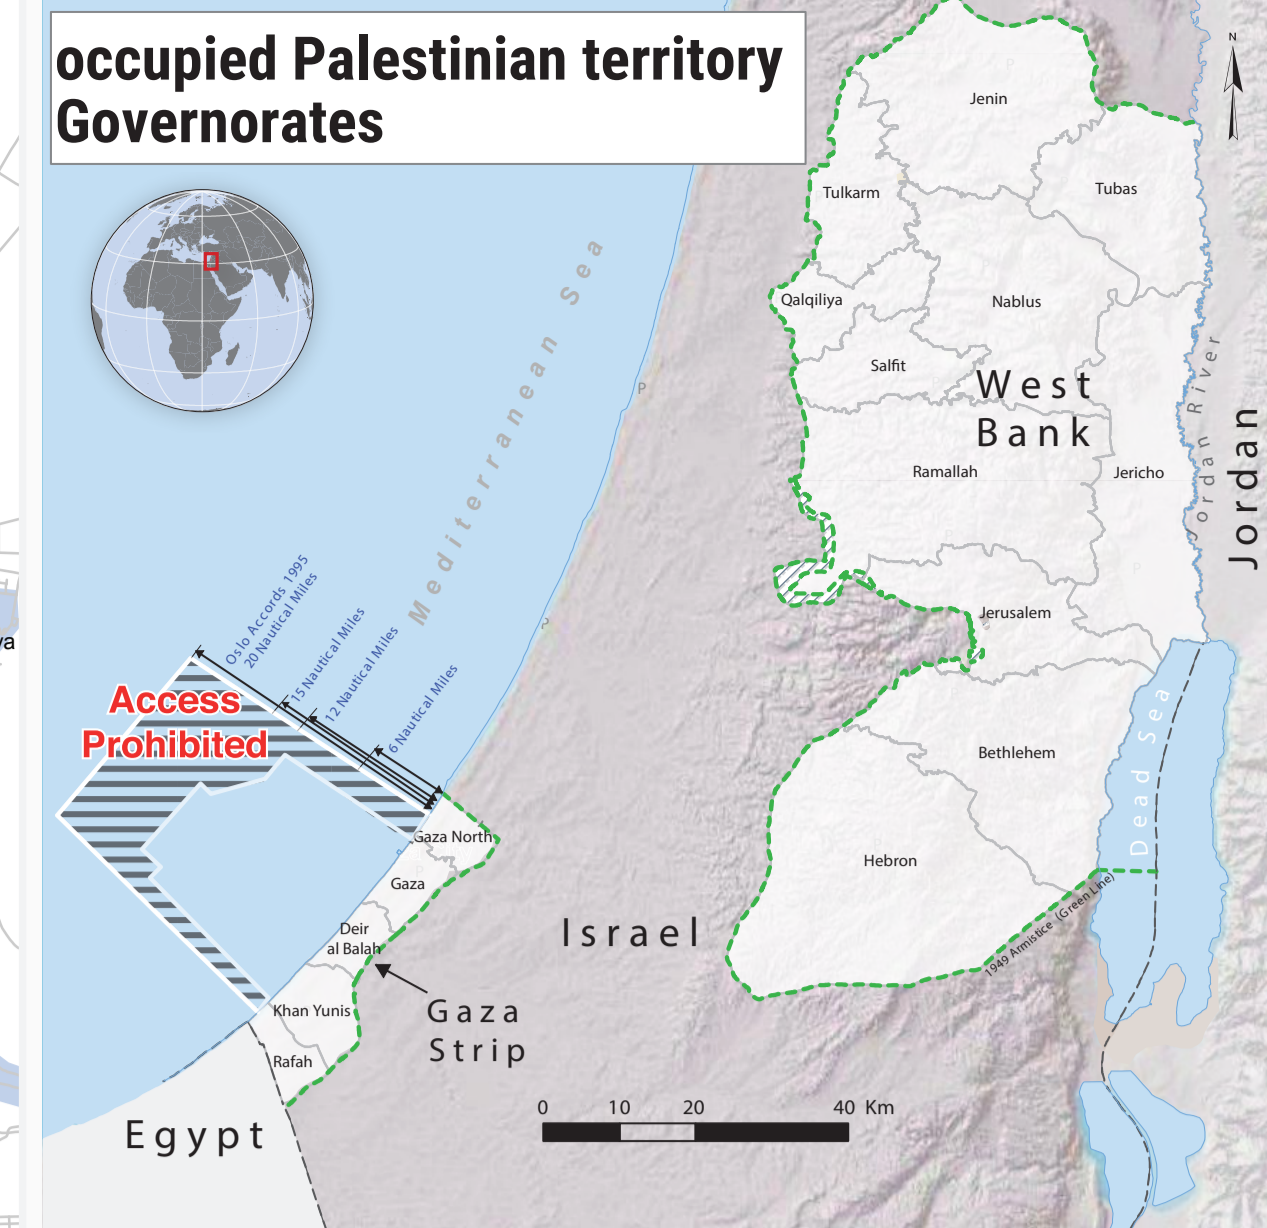 occupied Palestinian territory
Governorates
N
Jenin
Tubas
Tulkarm
Qalqiliya
Nablus
Salfit
West
Bank
Ramallah
Jericho
Jordan River
Jordan
Mediterranean Sea
Jerusalem
Oslo Accords 1995
20 Nautical Miles
15 Nautical Miles
12 Nautical Miles
6 Nautical Miles
Access
Prohibited
Bethlehem
Dead Sea
Hebron
1949 Armistice (Green Line)
Gaza North
Gaza
Deir
al Balah
Khan Yunis
Rafah
Israel
Gaza
Strip
Egypt
0 10 20 40 Km
P
P
P
P